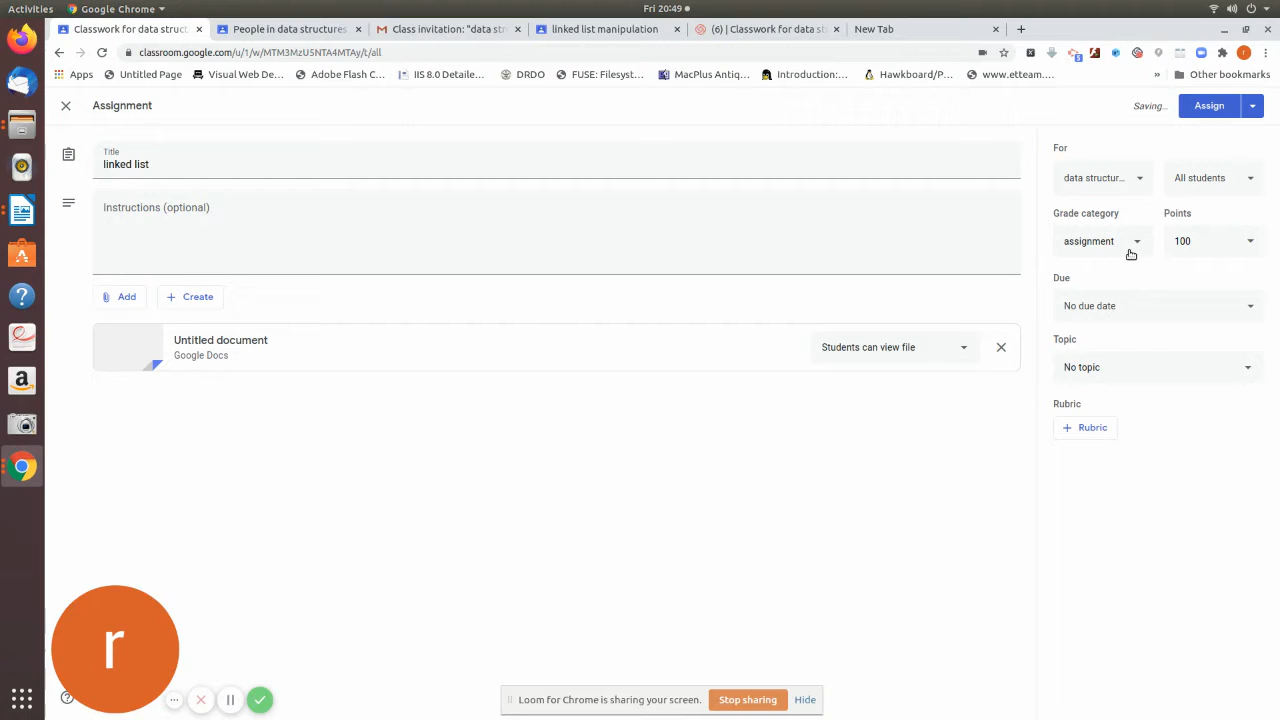 Activities
Google Chrome
Fri 20:49
Classwork for data structures
People in data structures
Class invitation: "data str
linked list manipulation
(6) | Classwork for data st
New Tab
classroom.google.com/u/1/w/MTM3MzU5NTA4MTAy/t/all
5
r
Apps
Untitled Page
Visual Web De...
Adobe Flash C...
IIS 8.0 Detaile...
DRDO
FUSE: Filesyst...
MacPlus Antiq...
Introduction:...
Hawkboard/P...
www.etteam....
»
Other bookmarks
Assignment
Saving...
Assign
Title
linked list
Instructions (optional)
Add
Create
Untitled document
Google Docs
Students can view file
For
data structur...
All students
Grade category
Points
assignment
100
Due
No due date
Topic
No topic
Rubric
Rubric
r
Loom for Chrome is sharing your screen.
Stop sharing
Hide